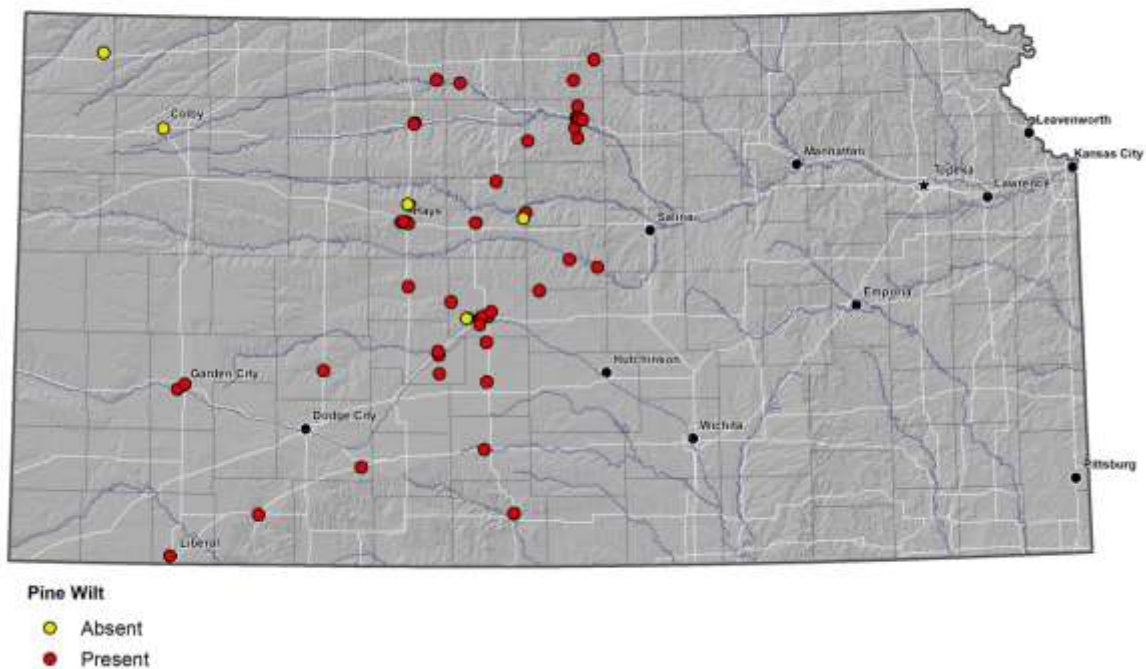 Colby
Leavenworth
Manhattan
Kansas City
Topeka
Lawrence
Hays
Salina
Emporia
Hutchinson
Garden City
Dodge City
Wichita
Pittsburg
Liberal
Pine Wilt
Absent
Present